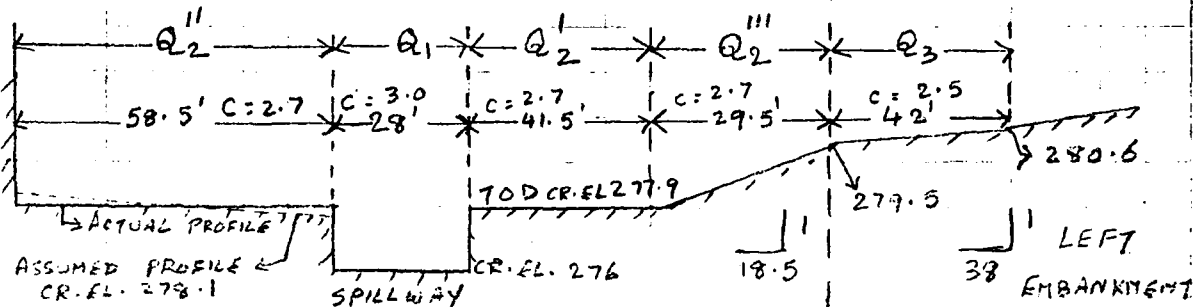 Q2'' Q1 Q2' Q2''' Q3
58.5' C=2.7 C=3.0 28' C=2.7 41.5' C=2.7 29.5' C=2.5 42'
280.6
TOD CR.EL 277.9
279.5
ACTUAL PROFILE
ASSUMED PROFILE
CR.EL. 278.1
CR.EL. 276
SPILLWAY
1
18.5
1
38
LEFT
EMBANKMENT